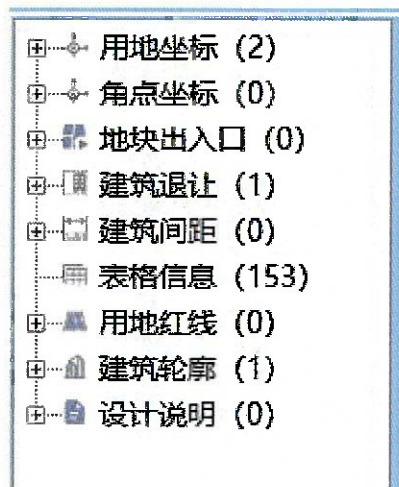 用地坐标 (2)
角点坐标 (0)
地块出入口 (0)
建筑退让 (1)
建筑间距 (0)
表格信息 (153)
用地红线 (0)
建筑轮廓 (1)
设计说明 (0)